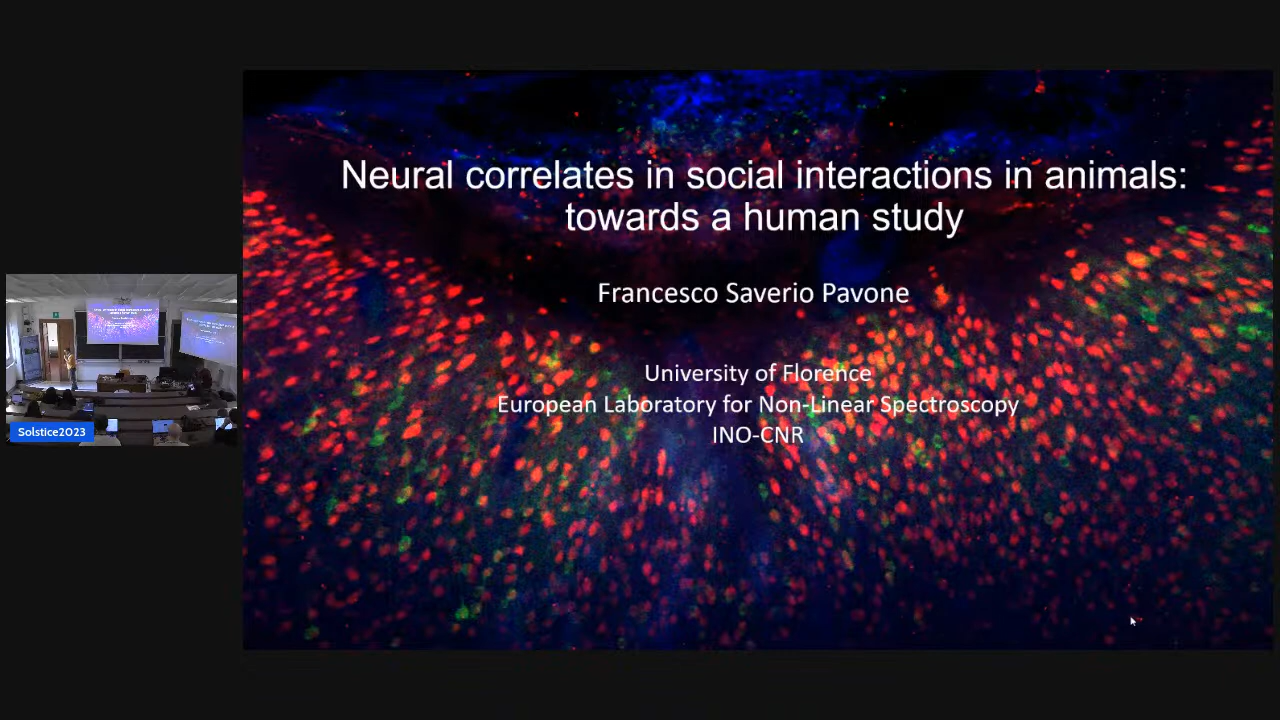 Neural correlates in social interactions in animals:
towards a human study
Francesco Saverio Pavone
University of Florence
European Laboratory for Non-Linear Spectroscopy
INO-CNR
Solstice2023